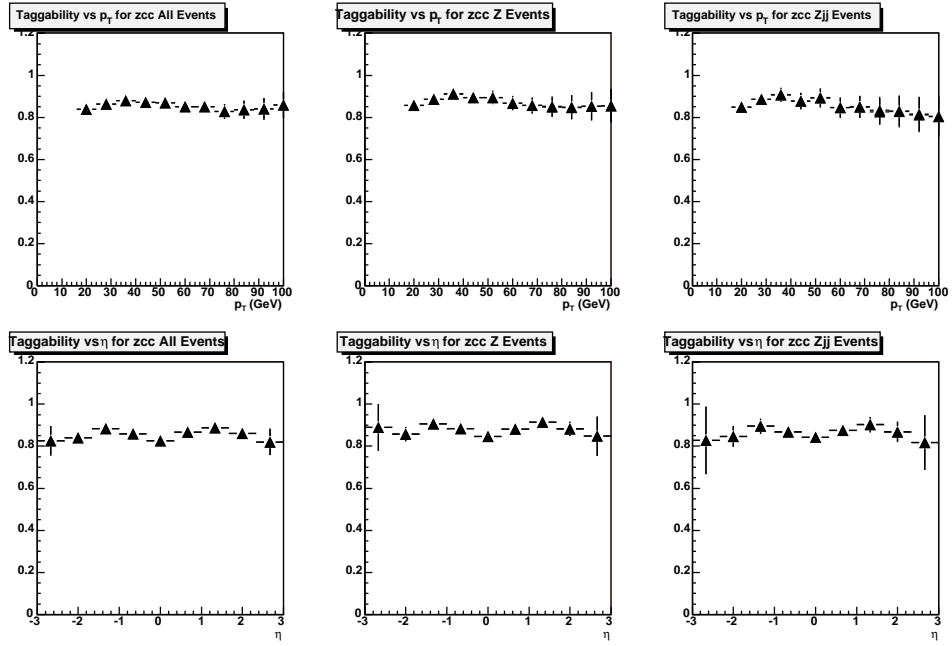 Taggability vs p_T for zcc All Events
1.2
1
0.8
0.6
0.4
0.2
0
0 10 20 30 40 50 60 70 80 90 100
p_T (GeV)
Taggability vs p_T for zcc Z Events
1.2
1
0.8
0.6
0.4
0.2
0
0 10 20 30 40 50 60 70 80 90 100
p_T (GeV)
Taggability vs p_T for zcc Zjj Events
1.2
1
0.8
0.6
0.4
0.2
0
0 10 20 30 40 50 60 70 80 90 100
p_T (GeV)
Taggability vs η for zcc All Events
1.2
1
0.8
0.6
0.4
0.2
0
-3 -2 -1 0 1 2 3
η
Taggability vs η for zcc Z Events
1.2
1
0.8
0.6
0.4
0.2
0
-3 -2 -1 0 1 2 3
η
Taggability vs η for zcc Zjj Events
1.2
1
0.8
0.6
0.4
0.2
0
-3 -2 -1 0 1 2 3
η